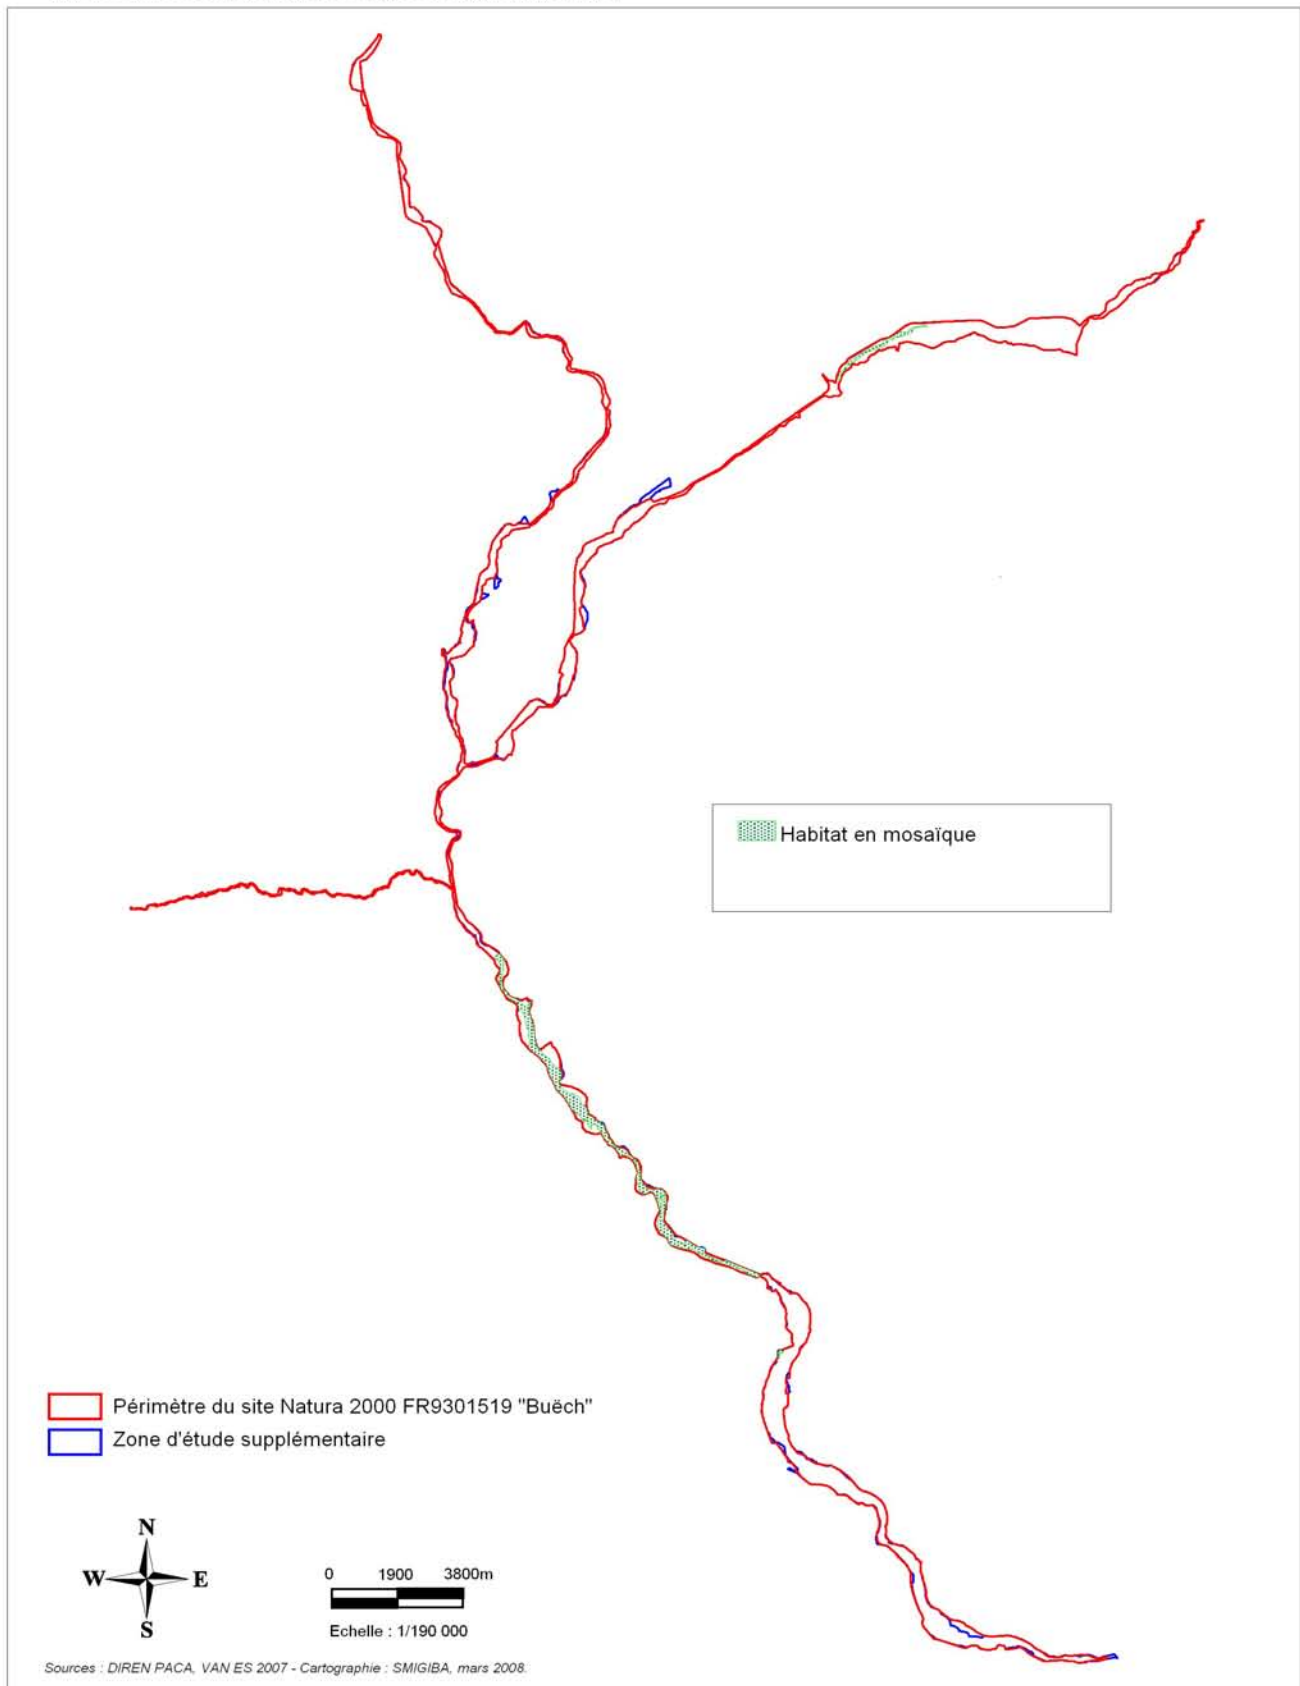 Habitat en mosaïque
Périmètre du site Natura 2000 FR9301519 "Buëch"
Zone d'étude supplémentaire
N
W E
S
0 1900 3800m
Echelle : 1/190 000
Sources : DIREN PACA, VAN ES 2007 - Cartographie : SMIGIBA, mars 2008.